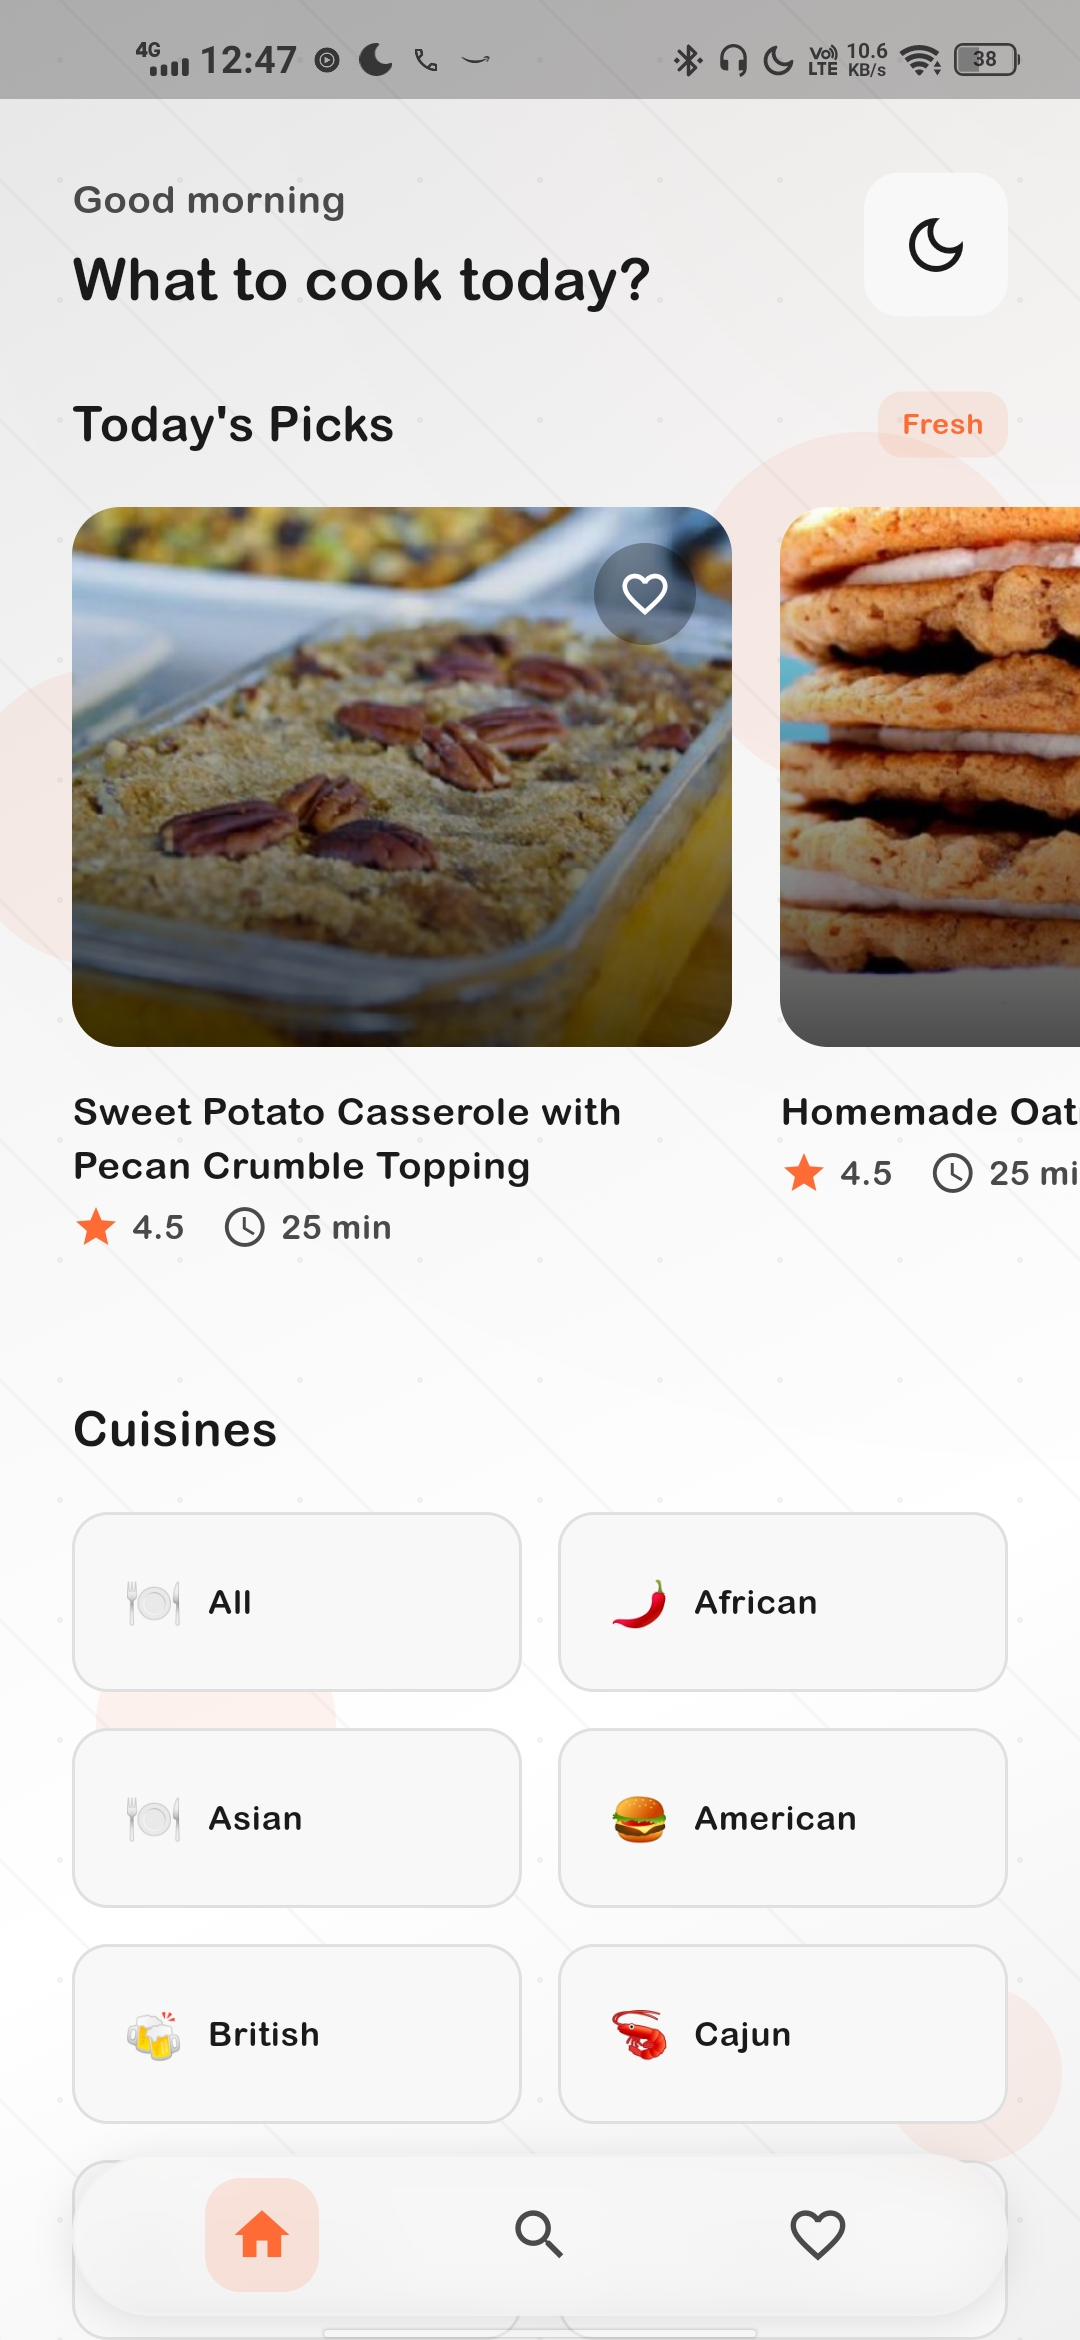 4G 12:47 Vo) LTE 10.6 KB/s 38
Good morning
What to cook today?
Today's Picks
Fresh
Sweet Potato Casserole with
Pecan Crumble Topping
4.5 25 min
Homemade Oat
4.5 25 mi
Cuisines
All
African
Asian
American
British
Cajun